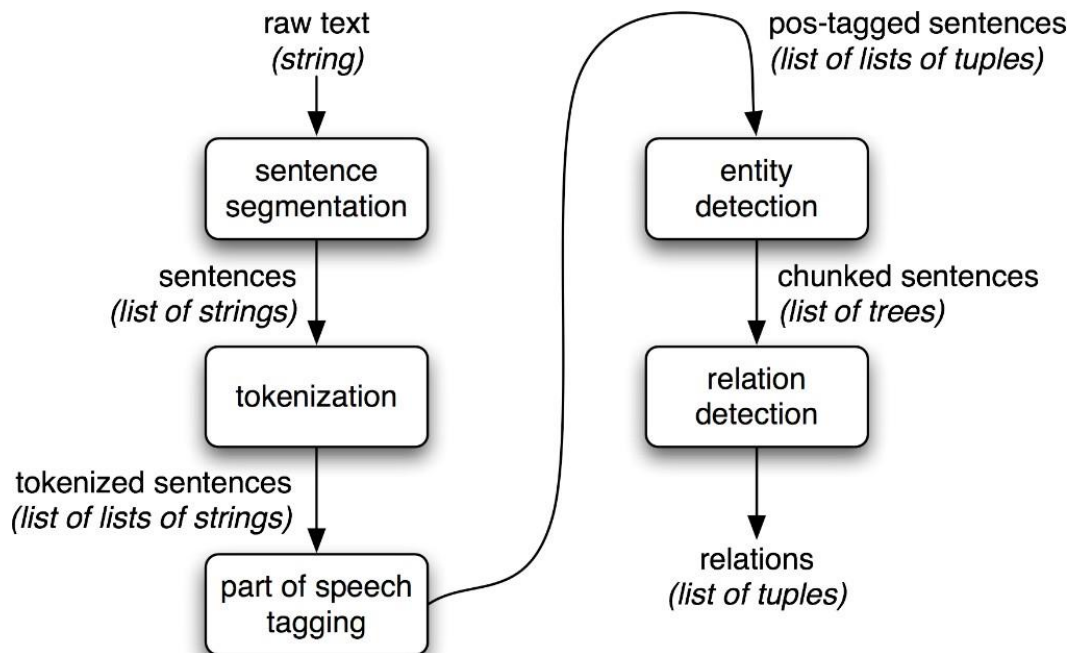 raw text
(string)
sentence
segmentation
sentences
(list of strings)
tokenization
tokenized sentences
(list of lists of strings)
part of speech
tagging
pos-tagged sentences
(list of lists of tuples)
entity
detection
chunked sentences
(list of trees)
relation
detection
relations
(list of tuples)